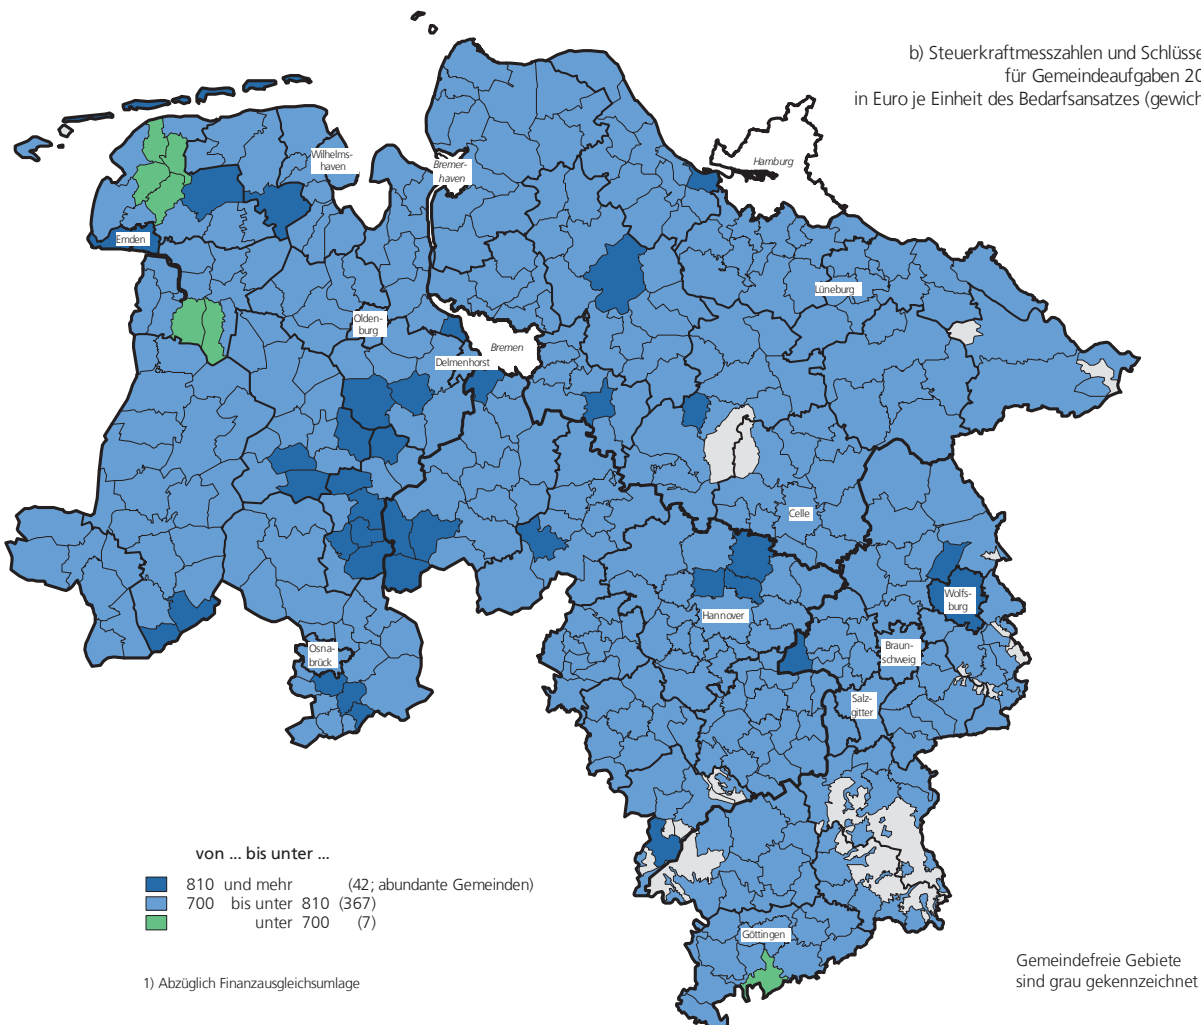 b) Steuerkraftmesszahlen und Schlüsse
für Gemeindeaufgaben 20
in Euro je Einheit des Bedarfsansatzes (gewich
Hamburg
Wilhelms-
haven
Bremer-
haven
Emden
Lüneburg
Olden-
burg
Bremen
Delmenhorst
Celle
Wolfs-
burg
Hannover
Braun-
schweig
Osna-
brück
Salz-
gitter
von ... bis unter ...
810 und mehr (42; abundante Gemeinden)
700 bis unter 810 (367)
unter 700 (7)
Göttingen
1) Abzüglich Finanzausgleichsumlage
Gemeindefreie Gebiete
sind grau gekennzeichnet